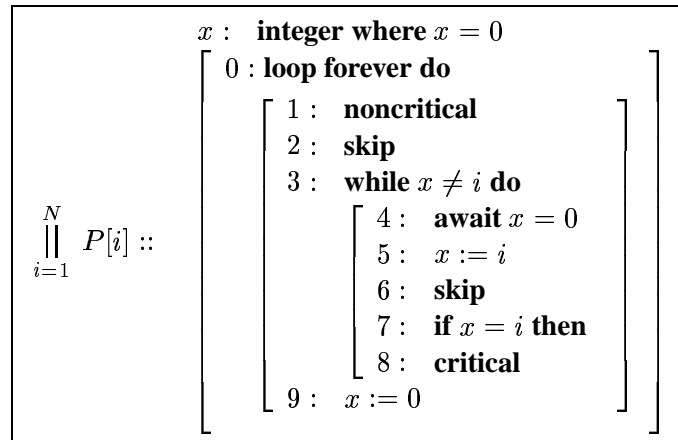 x : integer where x = 0
0 : loop forever do
1 : noncritical
2 : skip
3 : while x ≠ i do
N
|| P[i] ::
i=1
4 : await x = 0
5 : x := i
6 : skip
7 : if x = i then
8 : critical
9 : x := 0